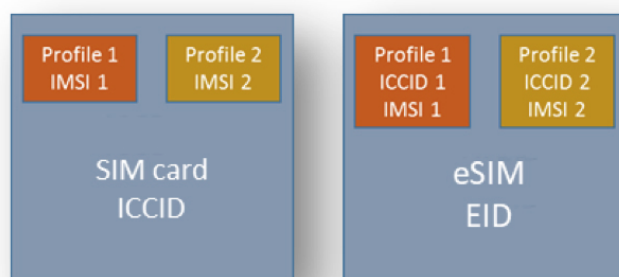 Profile 1
IMSI 1
Profile 2
IMSI 2
SIM card
ICCID
Profile 1
ICCID 1
IMSI 1
Profile 2
ICCID 2
IMSI 2
eSIM
EID